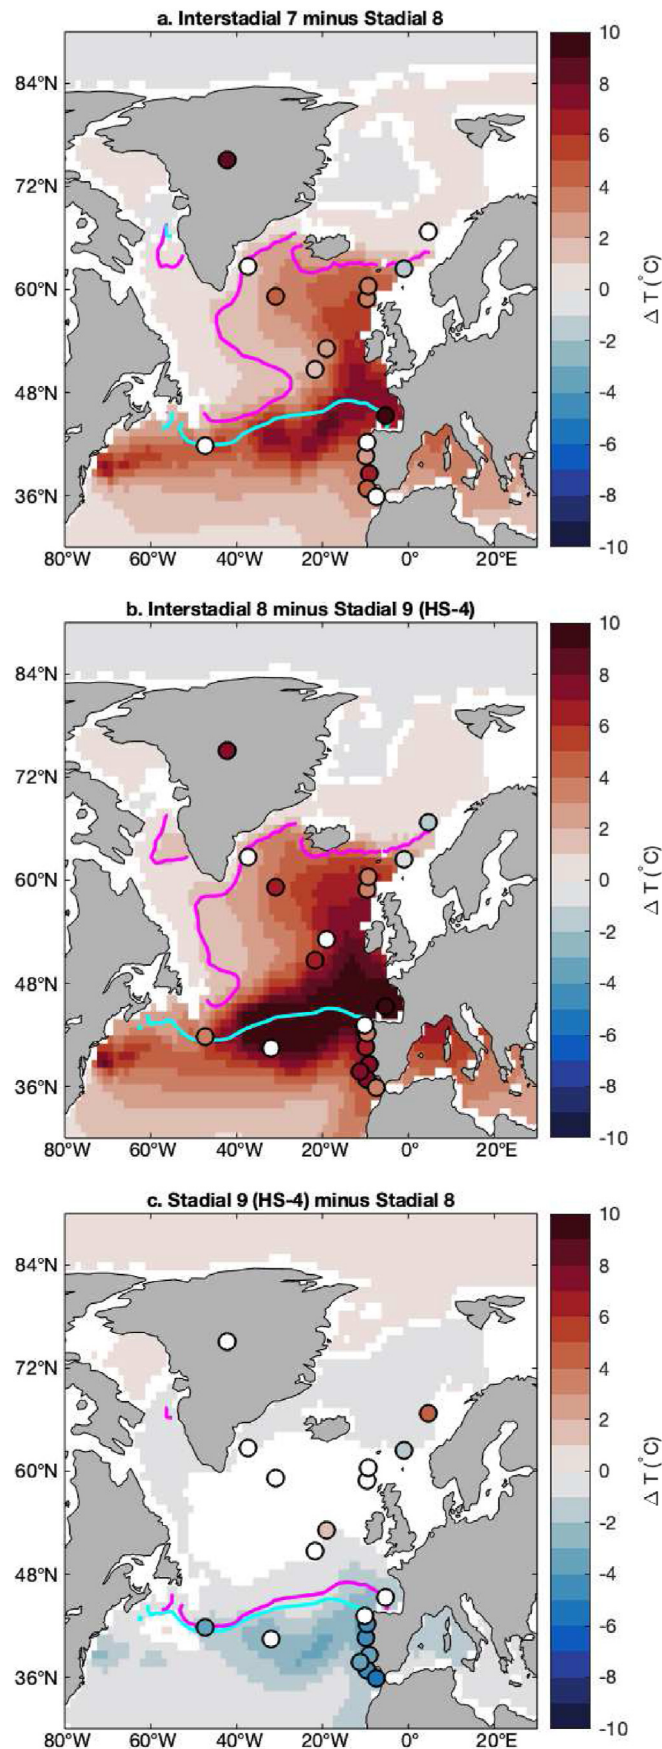 a. Interstadial 7 minus Stadial 8
84°N
72°N
60°N
48°N
36°N
80°W 60°W 40°W 20°W 0° 20°E
10
8
6
4
2
0
-2
-4
-6
-8
-10
Δ T (°C)
b. Interstadial 8 minus Stadial 9 (HS-4)
84°N
72°N
60°N
48°N
36°N
80°W 60°W 40°W 20°W 0° 20°E
10
8
6
4
2
0
-2
-4
-6
-8
-10
Δ T (°C)
c. Stadial 9 (HS-4) minus Stadial 8
84°N
72°N
60°N
48°N
36°N
80°W 60°W 40°W 20°W 0° 20°E
10
8
6
4
2
0
-2
-4
-6
-8
-10
Δ T (°C)